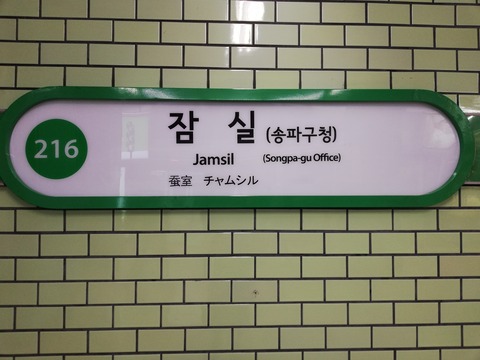 216
잠 실 (송파구청)
Jamsil (Songpa-gu Office)
蚕室 チャムシル